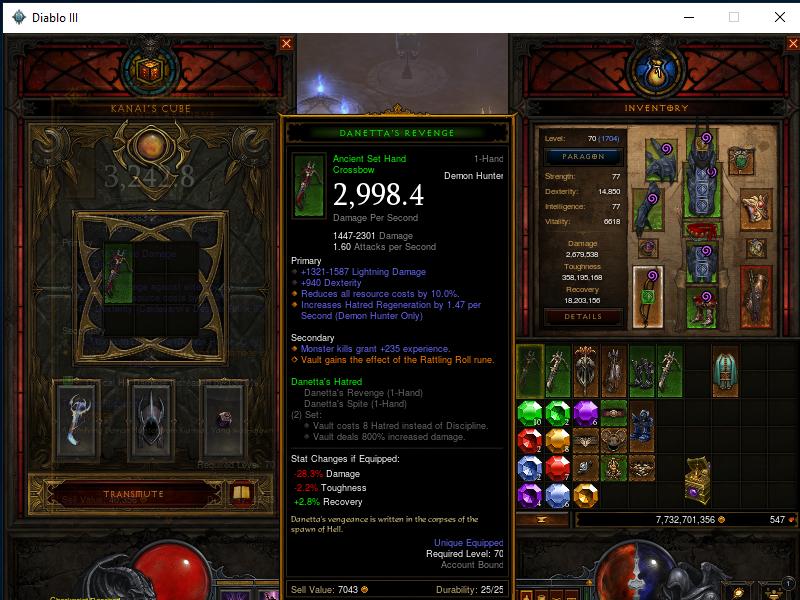 Diablo III
KANAI'S CUBE
3,242.8
TRANSMUTE
DANETTA'S REVENGE
Ancient Set Hand Crossbow
1-Hand
Demon Hunter
2,998.4
Damage Per Second
1447-2301 Damage
1.60 Attacks per Second
Primary
+1321-1587 Lightning Damage
+940 Dexterity
Reduces all resource costs by 10.0%.
Increases Hatred Regeneration by 1.47 per
Second (Demon Hunter Only)
Secondary
Monster kills grant +235 experience.
Vault gains the effect of the Rattling Roll rune.
Danetta's Hatred
Danetta's Revenge (1-Hand)
Danetta's Spite (1-Hand)
(2) Set:
Vault costs 8 Hatred instead of Discipline.
Vault deals 800% increased damage.
Stat Changes if Equipped:
-28.3% Damage
-2.2% Toughness
+2.8% Recovery
Danetta's vengeance is written in the corpses of the
spawn of Hell.
Unique Equipped
Required Level: 70
Account Bound
Sell Value: 7043
Durability: 25/25
INVENTORY
Level: 70 (1704)
PARAGON
Strength: 77
Dexterity: 14,850
Intelligence: 77
Vitality: 6618
Damage
2,679,538
Toughness
358,195,168
Recovery
18,203,156
DETAILS
7,732,701,356
547